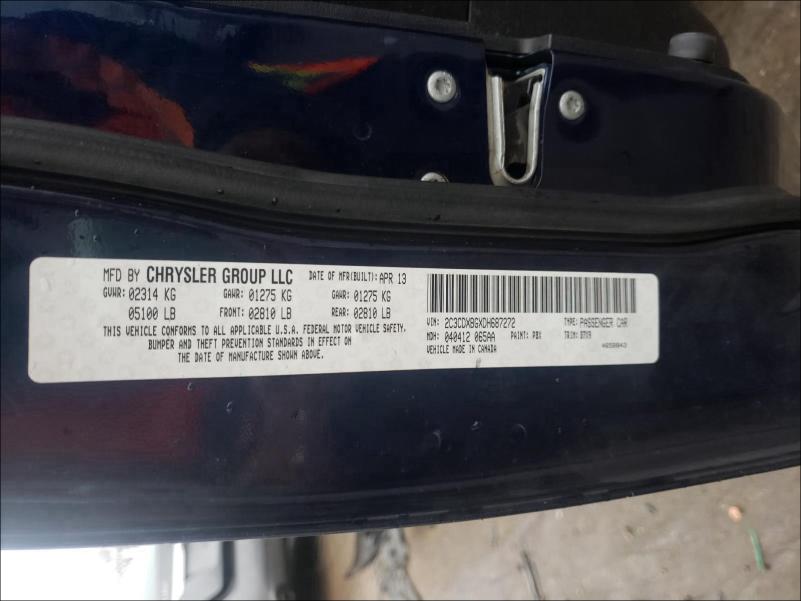 MFD BY CHRYSLER GROUP LLC DATE OF MFR(BUILT): APR 13
GVWR: 02314 KG GAWR: 01275 KG GAWR: 01275 KG
05100 LB FRONT: 02810 LB REAR: 02810 LB
THIS VEHICLE CONFORMS TO ALL APPLICABLE U.S.A. FEDERAL MOTOR VEHICLE SAFETY,
BUMPER AND THEFT PREVENTION STANDARDS IN EFFECT ON
THE DATE OF MANUFACTURE SHOWN ABOVE.
VIN: 2C3CDXBGXDH687272 TYPE: PASSENGER CAR
MDH: 040412 065AA PAINT: PBX TRIM: B7X9
VEHICLE MADE IN CANADA